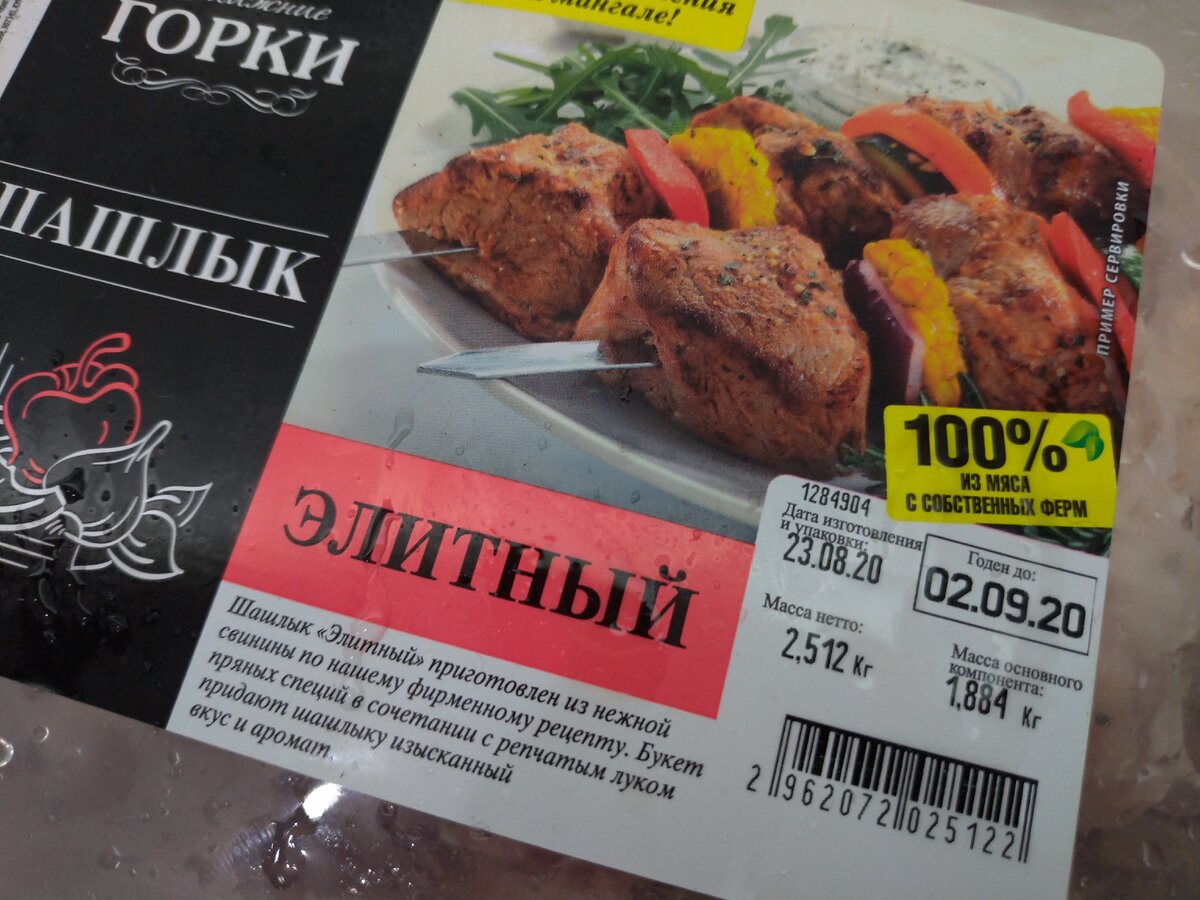 ГОРКИ
ШАШЛЫК
мангале!
ПРИМЕР СЕРВИРОВКИ
100%
ИЗ МЯСА
С СОБСТВЕННЫХ ФЕРМ
ЭЛИТНЫЙ
Шашлык «Элитный» приготовлен из нежной
свинины по нашему фирменному рецепту. Букет
пряных специй в сочетании с репчатым луком
придают шашлыку изысканный
вкус и аромат.
1284904
Дата изготовления
и упаковки:
23.08.20
Годен до:
02.09.20
Масса нетто:
2,512 кг
Масса основного
компонента:
1,884 кг
2 962072 025122